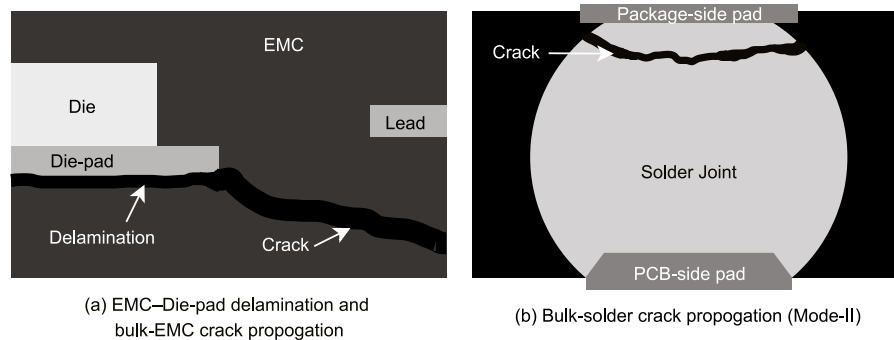 EMC
Die
Lead
Die-pad
Delamination
Crack
(a) EMC–Die-pad delamination and
bulk-EMC crack propogation
Package-side pad
Crack
Solder Joint
PCB-side pad
(b) Bulk-solder crack propogation (Mode-II)